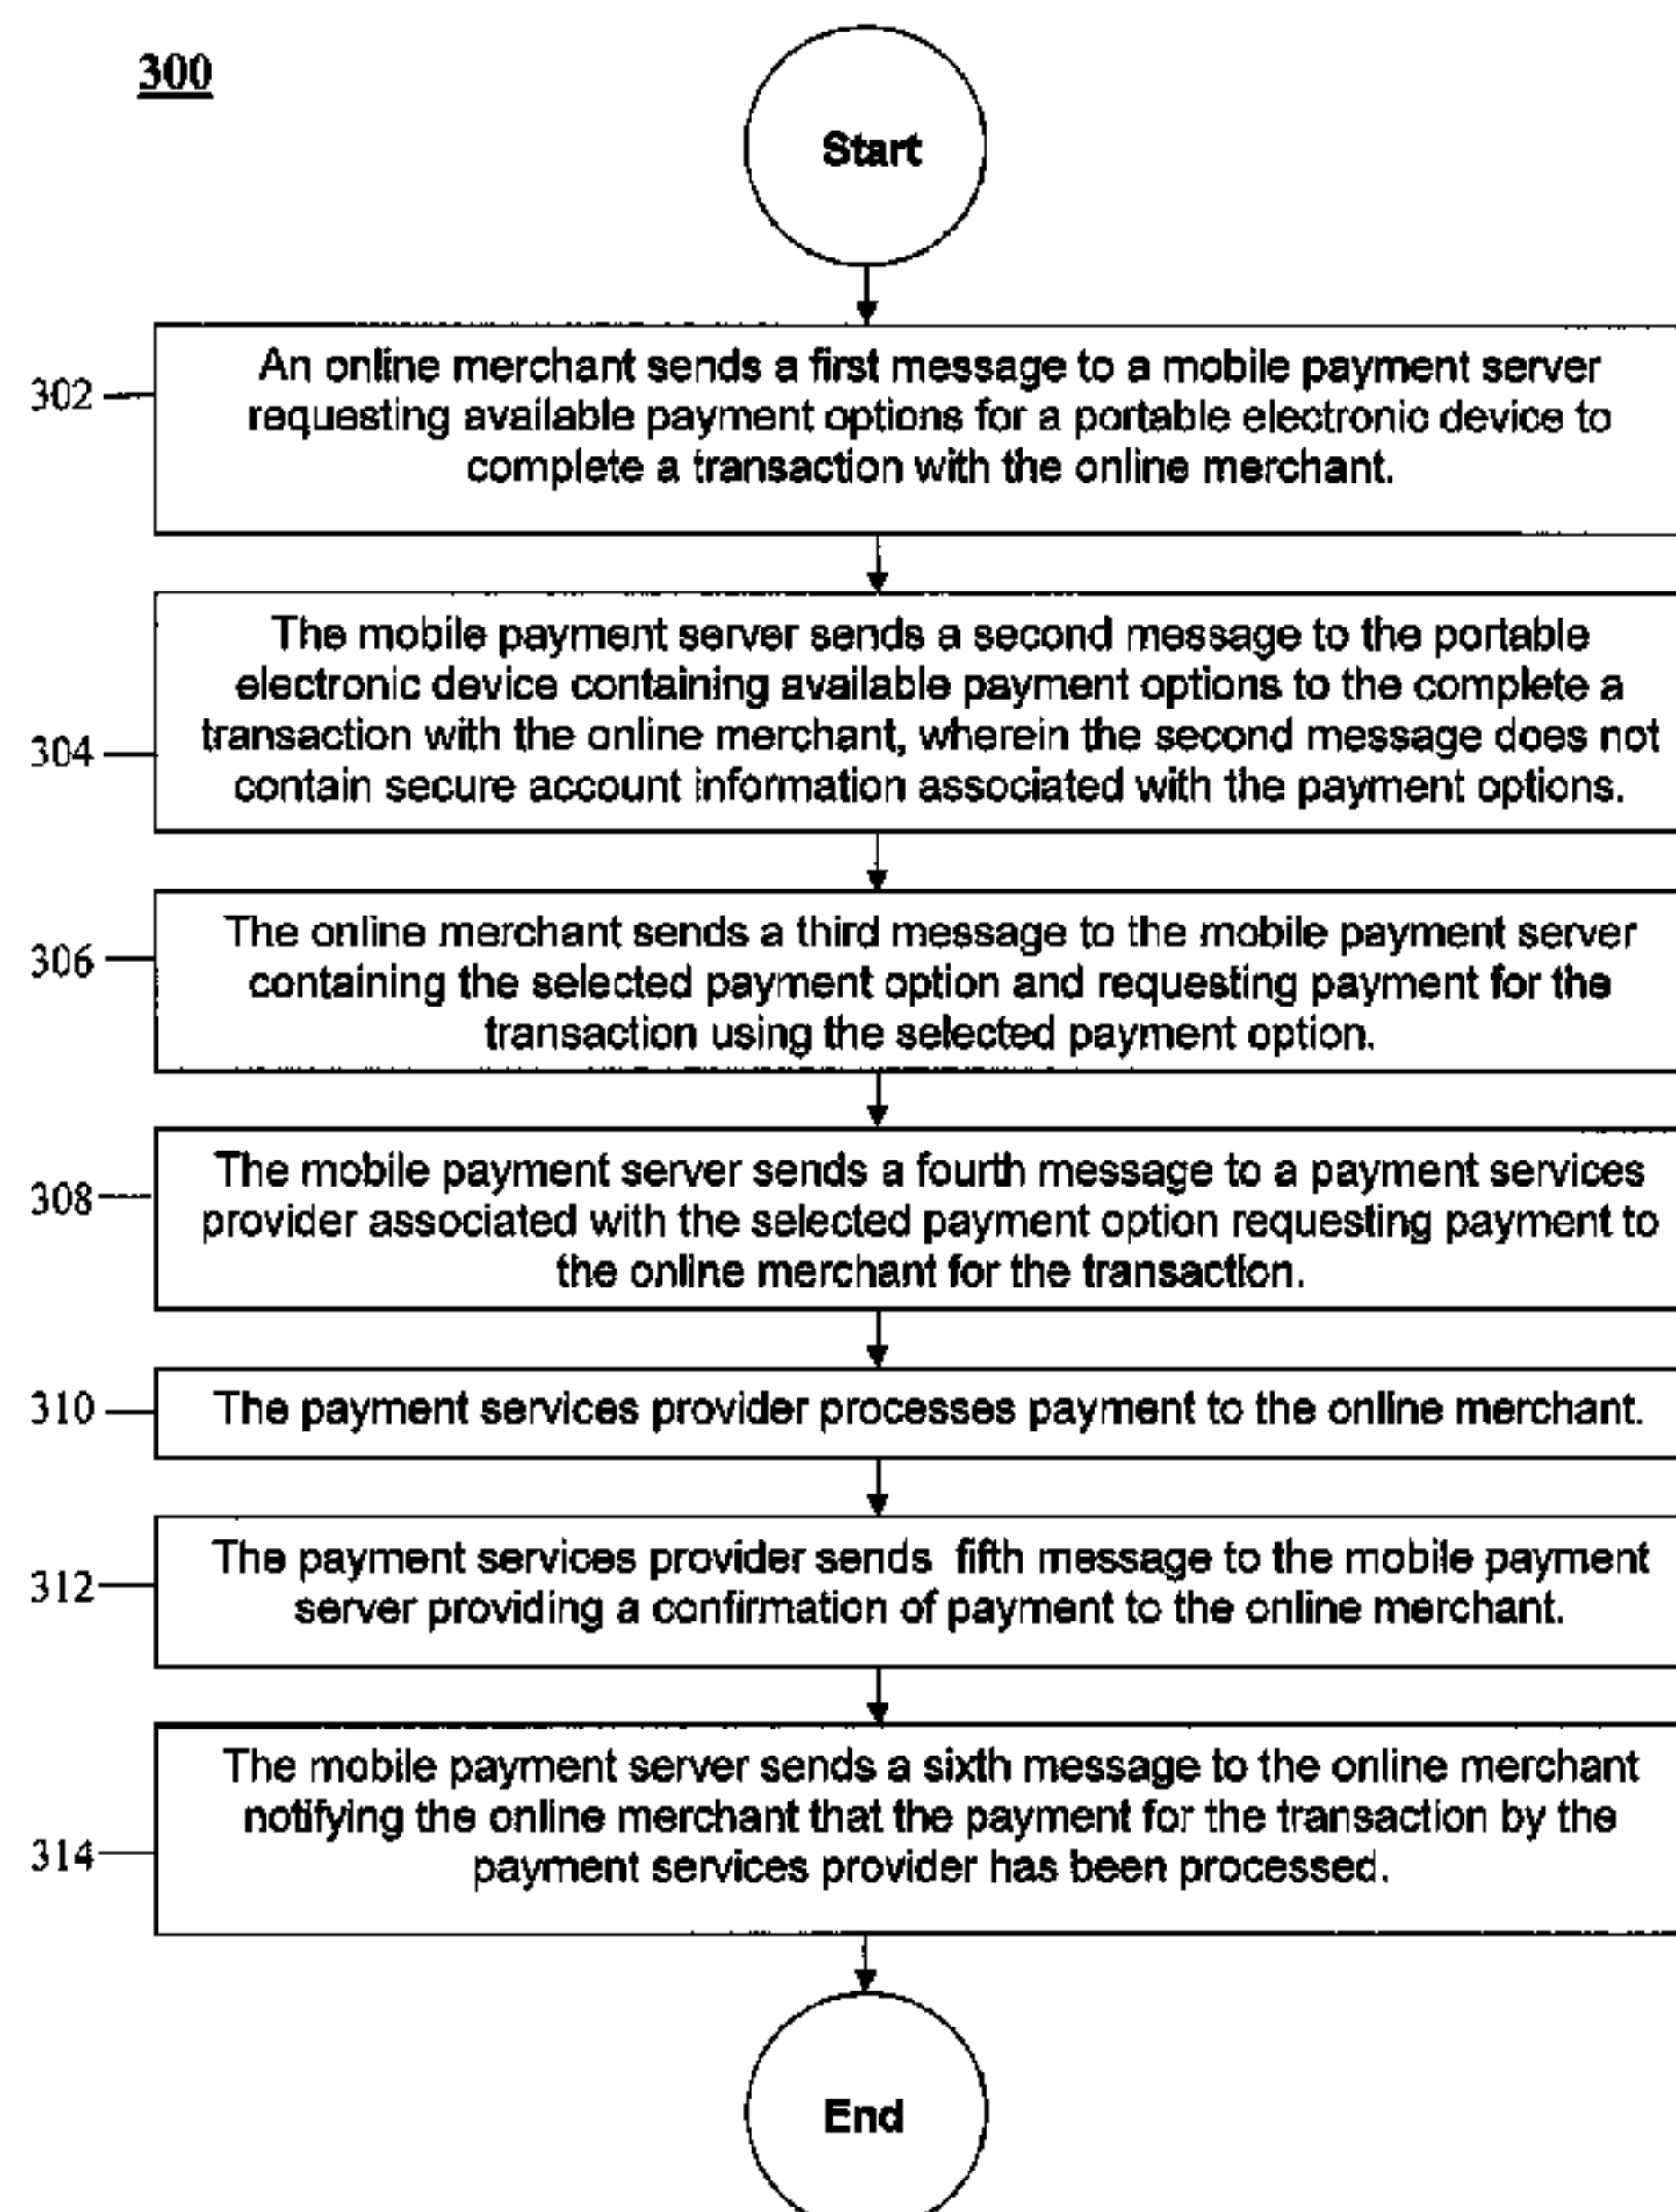 300
Start
302
An online merchant sends a first message to a mobile payment server
requesting available payment options for a portable electronic device to
complete a transaction with the online merchant.
304
The mobile payment server sends a second message to the portable
electronic device containing available payment options to the complete a
transaction with the online merchant, wherein the second message does not
contain secure account information associated with the payment options.
306
The online merchant sends a third message to the mobile payment server
containing the selected payment option and requesting payment for the
transaction using the selected payment option.
308
The mobile payment server sends a fourth message to a payment services
provider associated with the selected payment option requesting payment to
the online merchant for the transaction.
310
The payment services provider processes payment to the online merchant.
312
The payment services provider sends fifth message to the mobile payment
server providing a confirmation of payment to the online merchant.
314
The mobile payment server sends a sixth message to the online merchant
notifying the online merchant that the payment for the transaction by the
payment services provider has been processed.
End